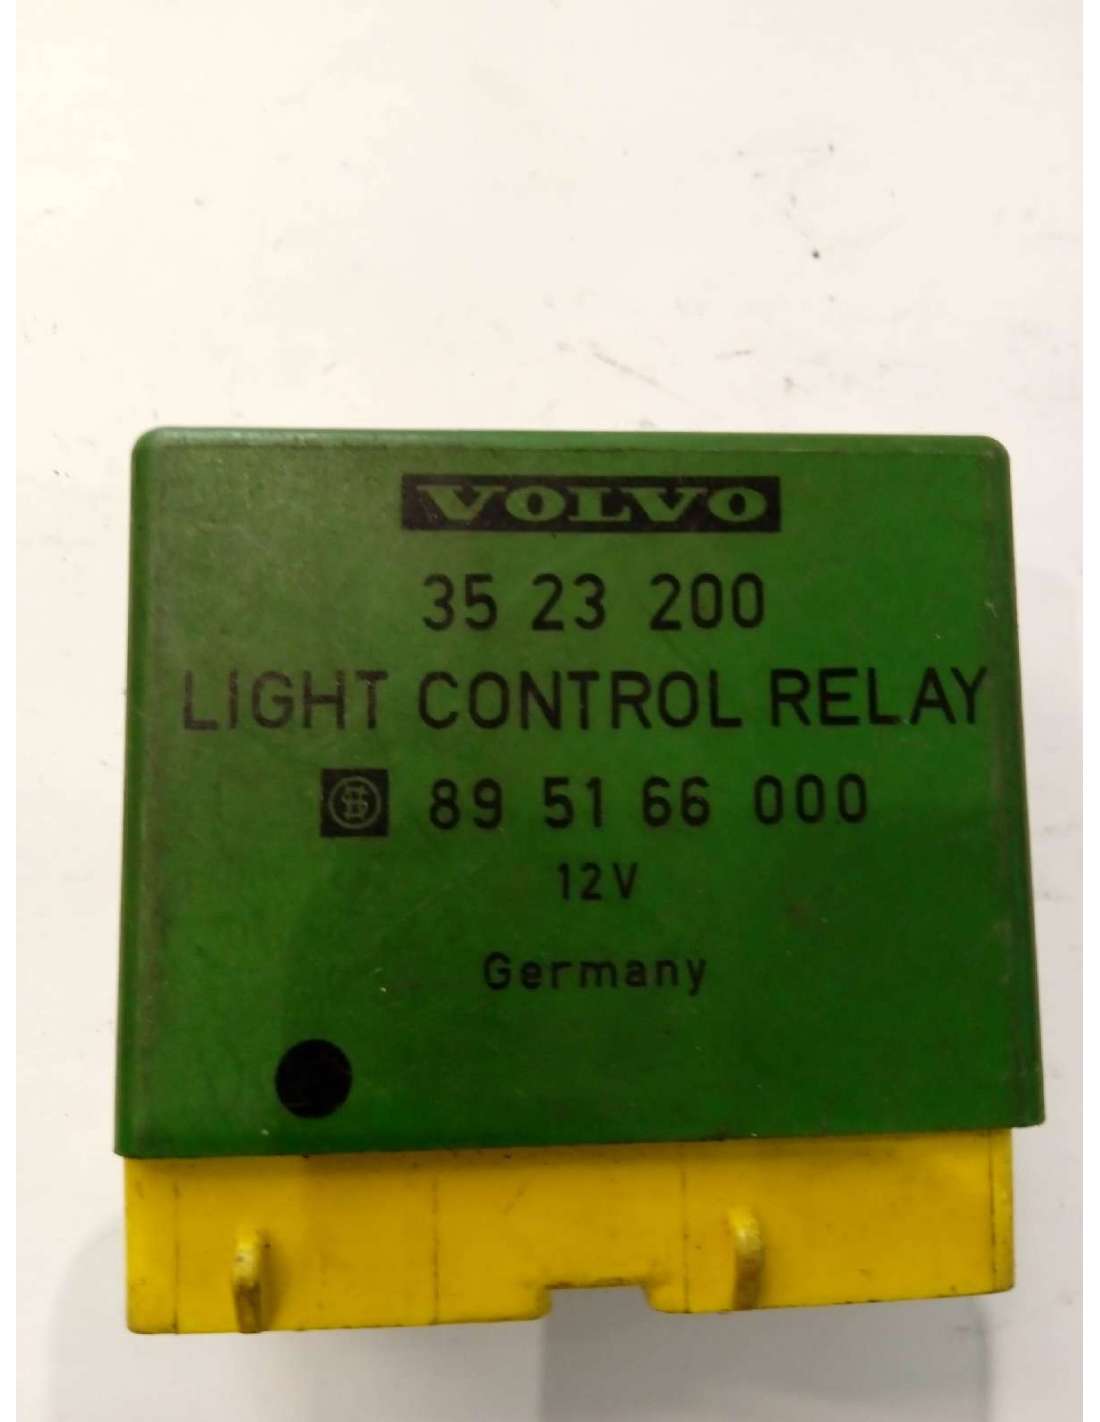 VOLVO
35 23 200
LIGHT CONTROL RELAY
89 51 66 000
12V
Germany